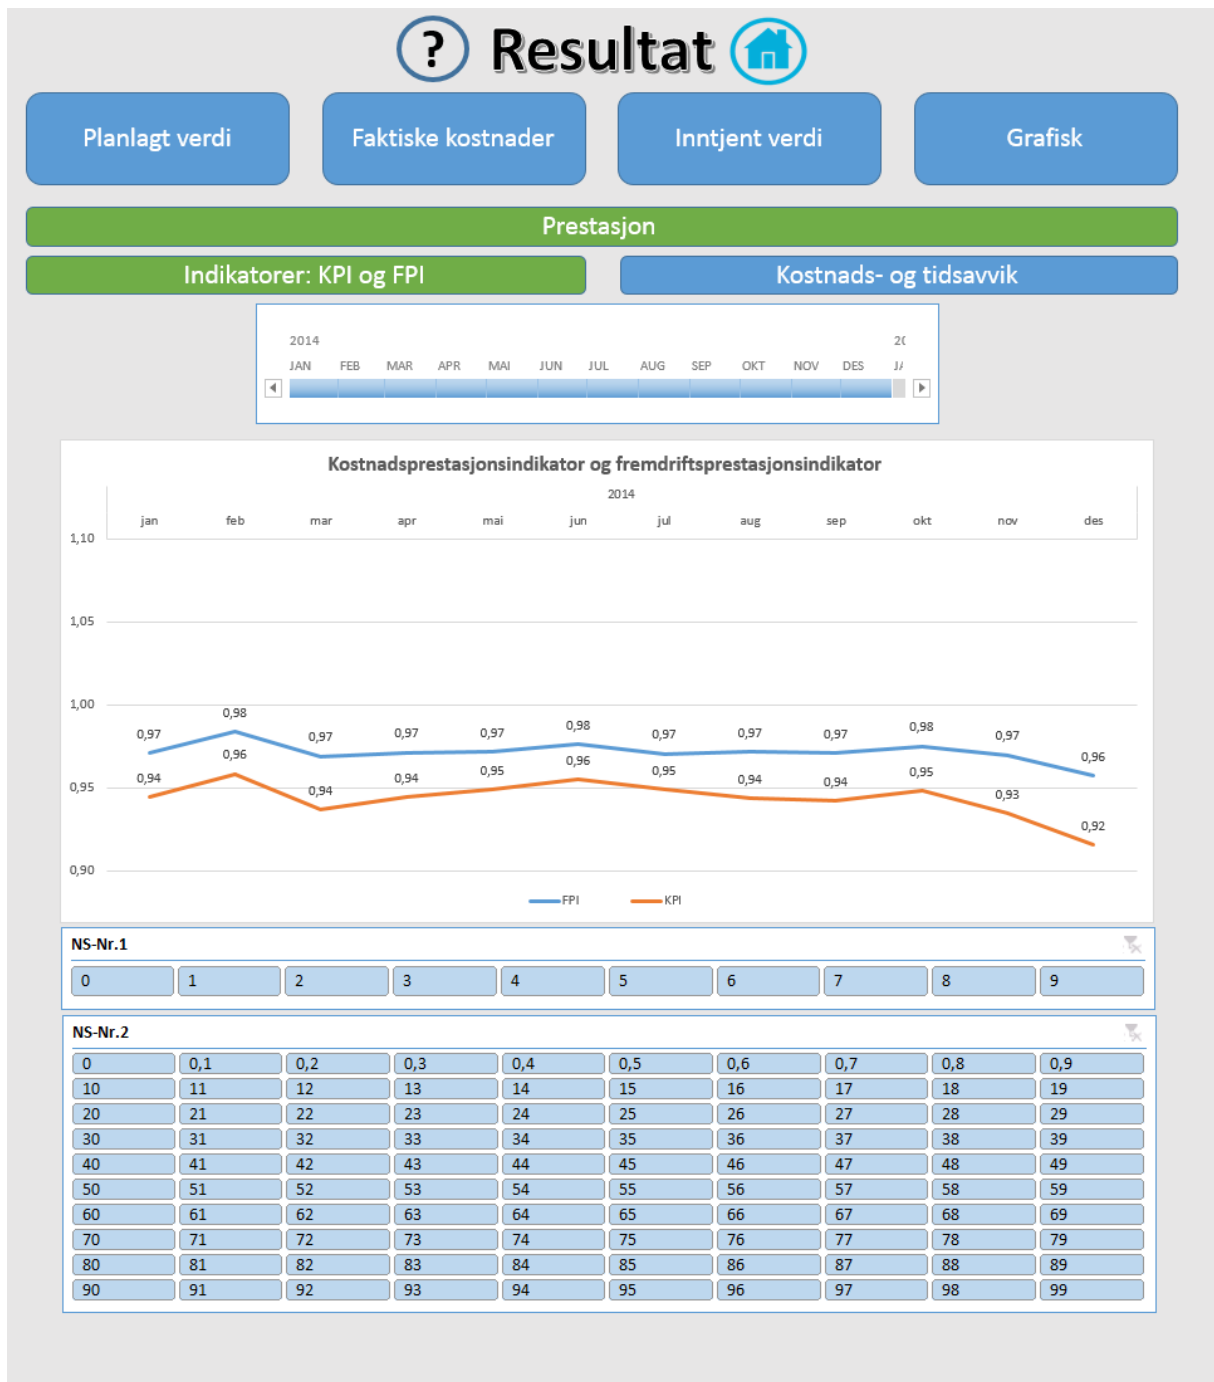 ? Resultat
Planlagt verdi Faktiske kostnader Inntjent verdi Grafisk
Prestasjon
Indikatorer: KPI og FPI Kostnads- og tidsavvik
2014
JAN FEB MAR APR MAI JUN JUL AUG SEP OKT NOV DES
Kostnadsprestasjonsindikator og fremdriftsprestasjonsindikator
2014
jan feb mar apr mai jun jul aug sep okt nov des
1,10
1,05
1,00
0,97 0,98 0,97 0,97 0,97 0,98 0,97 0,97 0,97 0,98 0,97 0,96
0,94 0,96 0,94 0,94 0,95 0,96 0,95 0,94 0,94 0,95 0,93 0,92
0,95
0,90
FPI KPI
NS-Nr.1
0 1 2 3 4 5 6 7 8 9
NS-Nr.2
0 0,1 0,2 0,3 0,4 0,5 0,6 0,7 0,8 0,9
10 11 12 13 14 15 16 17 18 19
20 21 22 23 24 25 26 27 28 29
30 31 32 33 34 35 36 37 38 39
40 41 42 43 44 45 46 47 48 49
50 51 52 53 54 55 56 57 58 59
60 61 62 63 64 65 66 67 68 69
70 71 72 73 74 75 76 77 78 79
80 81 82 83 84 85 86 87 88 89
90 91 92 93 94 95 96 97 98 99